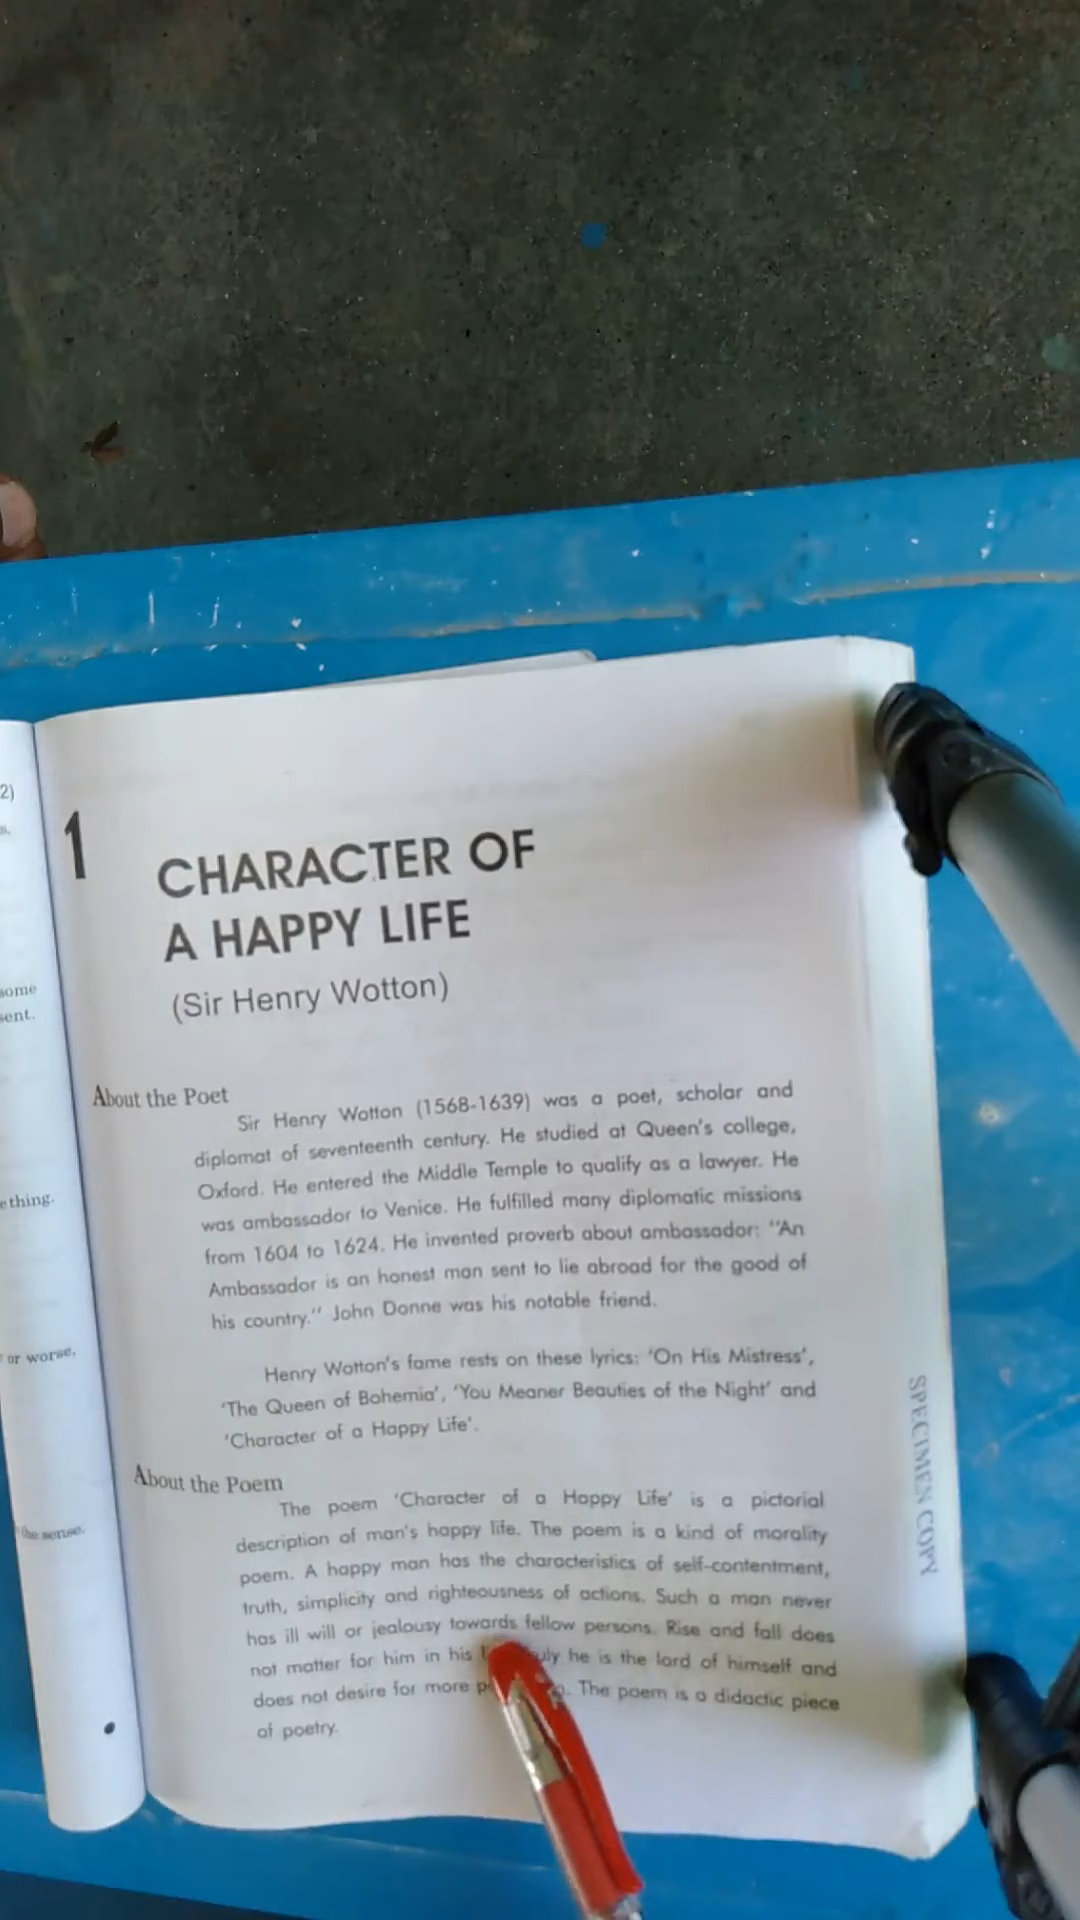 2)
s.
some
sent.
ething.
or worse,
the sense.
1
CHARACTER OF
A HAPPY LIFE
(Sir Henry Wotton)
About the Poet
Sir Henry Wotton (1568-1639) was a poet, scholar and
diplomat of seventeenth century. He studied at Queen's college,
Oxford. He entered the Middle Temple to qualify as a lawyer. He
was ambassador to Venice. He fulfilled many diplomatic missions
from 1604 to 1624. He invented proverb about ambassador: "An
Ambassador is an honest man sent to lie abroad for the good of
his country." John Donne was his notable friend.
Henry Wotton's fame rests on these lyrics: 'On His Mistress',
'The Queen of Bohemia', 'You Meaner Beauties of the Night' and
'Character of a Happy Life'.
About the Poem
The poem 'Character of a Happy Life' is a pictorial
description of man's happy life. The poem is a kind of morality
poem. A happy man has the characteristics of self-contentment,
truth, simplicity and righteousness of actions. Such a man never
has ill will or jealousy towards fellow persons. Rise and fall does
not matter for him in his he is the lord of himself and
does not desire for more The poem is a didactic piece
of poetry.
SPECIMEN COPY